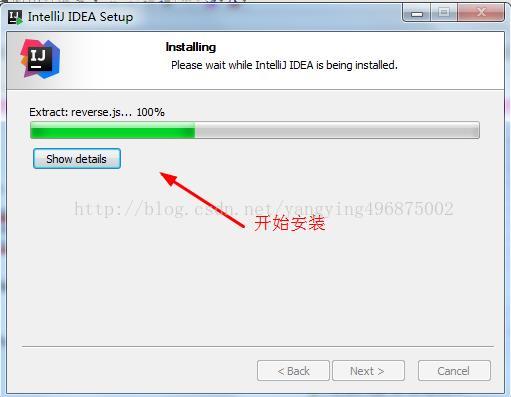 IntelliJ IDEA Setup
IJ
Installing
Please wait while IntelliJ IDEA is being installed.
Extract: reverse.js... 100%
Show details
http://blog.csdn.net/yangying496875002
开始安装
< Back
Next >
Cancel